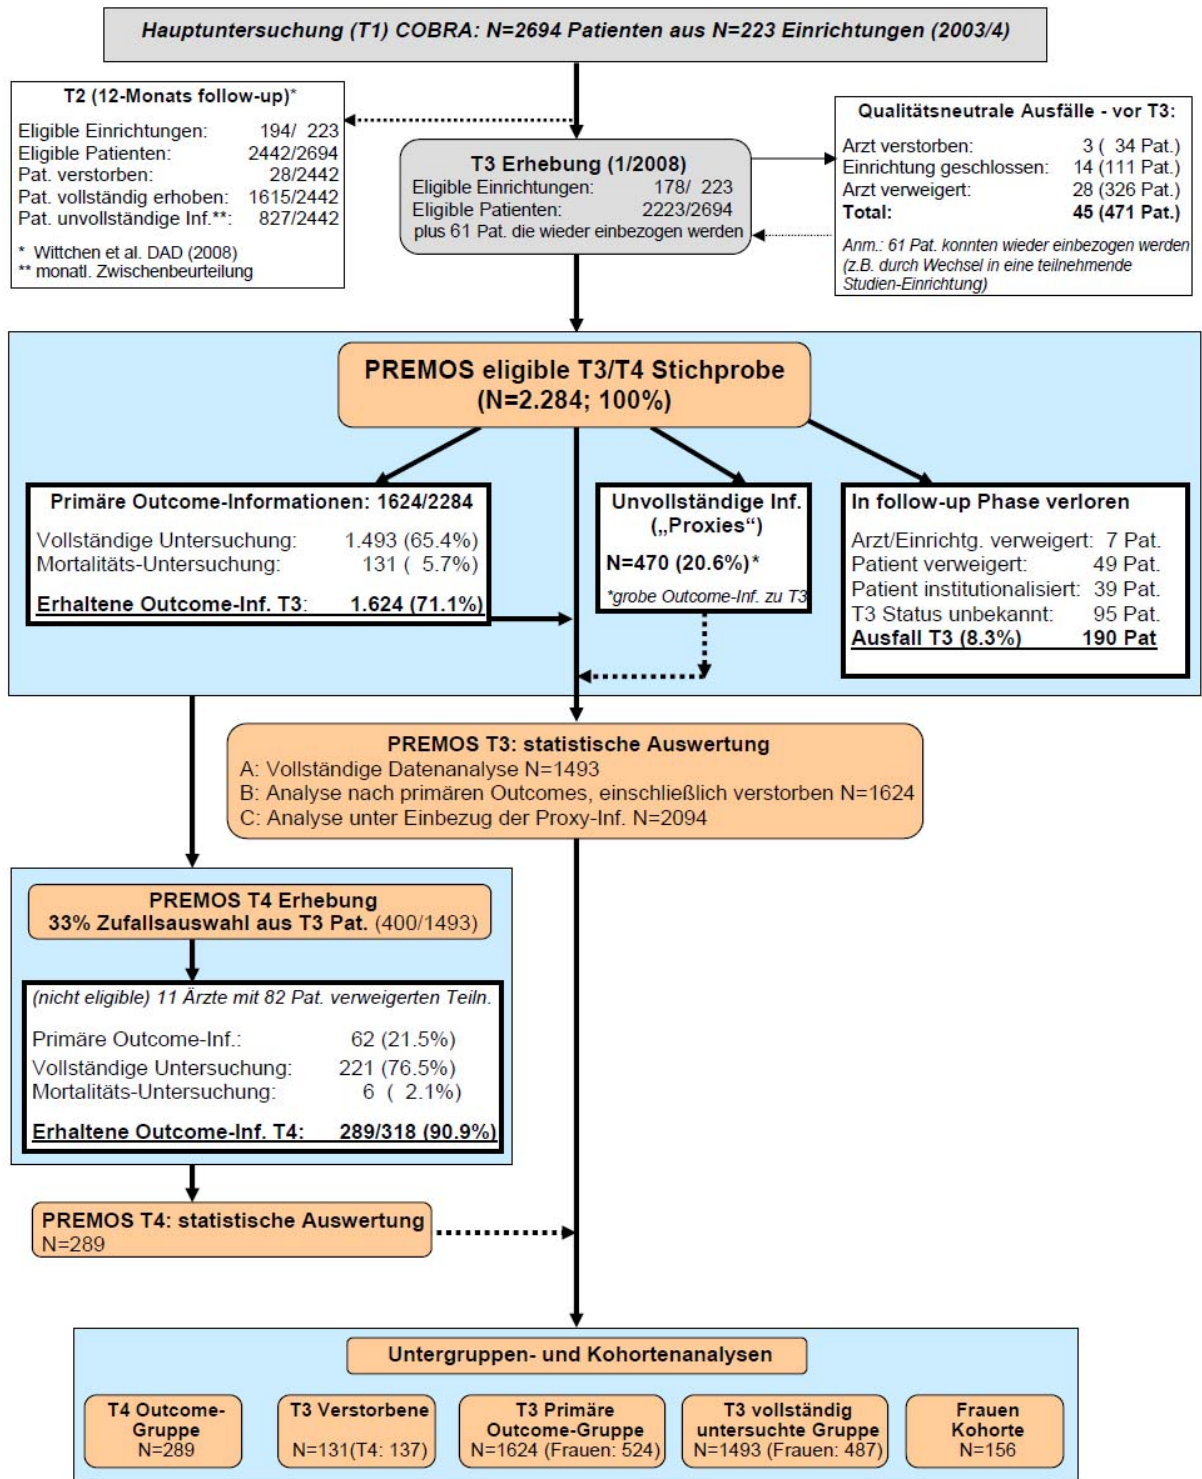 Hauptuntersuchung (T1) COBRA: N=2694 Patienten aus N=223 Einrichtungen (2003/4)
T2 (12-Monats follow-up)*
Eligible Einrichtungen: 194/ 223
Eligible Patienten: 2442/2694
Pat. verstorben: 28/2442
Pat. vollständig erhoben: 1615/2442
Pat. unvollständige Inf.**: 827/2442
* Wittchen et al. DAD (2008)
** monatl. Zwischenbeurteilung
T3 Erhebung (1/2008)
Eligible Einrichtungen: 178/ 223
Eligible Patienten: 2223/2694
plus 61 Pat. die wieder einbezogen werden
Qualitätsneutrale Ausfälle - vor T3:
Arzt verstorben: 3 ( 34 Pat.)
Einrichtung geschlossen: 14 (111 Pat.)
Arzt verweigert: 28 (326 Pat.)
Total: 45 (471 Pat.)
Anm.: 61 Pat. konnten wieder einbezogen werden
(z.B. durch Wechsel in eine teilnehmende
Studien-Einrichtung)
PREMOS eligible T3/T4 Stichprobe
(N=2.284; 100%)
Primäre Outcome-Informationen: 1624/2284
Vollständige Untersuchung: 1.493 (65.4%)
Mortalitäts-Untersuchung: 131 ( 5.7%)
Erhaltene Outcome-Inf. T3: 1.624 (71.1%)
Unvollständige Inf.
(„Proxies“)
N=470 (20.6%)*
*grobe Outcome-Inf. zu T3
In follow-up Phase verloren
Arzt/Einrichtg. verweigert: 7 Pat.
Patient verweigert: 49 Pat.
Patient institutionalisiert: 39 Pat.
T3 Status unbekannt: 95 Pat.
Ausfall T3 (8.3%) 190 Pat
PREMOS T3: statistische Auswertung
A: Vollständige Datenanalyse N=1493
B: Analyse nach primären Outcomes, einschließlich verstorben N=1624
C: Analyse unter Einbezug der Proxy-Inf. N=2094
PREMOS T4 Erhebung
33% Zufallsauswahl aus T3 Pat. (400/1493)
(nicht eligible) 11 Ärzte mit 82 Pat. verweigerten Teiln.
Primäre Outcome-Inf.: 62 (21.5%)
Vollständige Untersuchung: 221 (76.5%)
Mortalitäts-Untersuchung: 6 ( 2.1%)
Erhaltene Outcome-Inf. T4: 289/318 (90.9%)
PREMOS T4: statistische Auswertung
N=289
Untergruppen- und Kohortenanalysen
T4 Outcome-
Gruppe
N=289
T3 Verstorbene
N=131(T4: 137)
T3 Primäre
Outcome-Gruppe
N=1624 (Frauen: 524)
T3 vollständig
untersuchte Gruppe
N=1493 (Frauen: 487)
Frauen
Kohorte
N=156